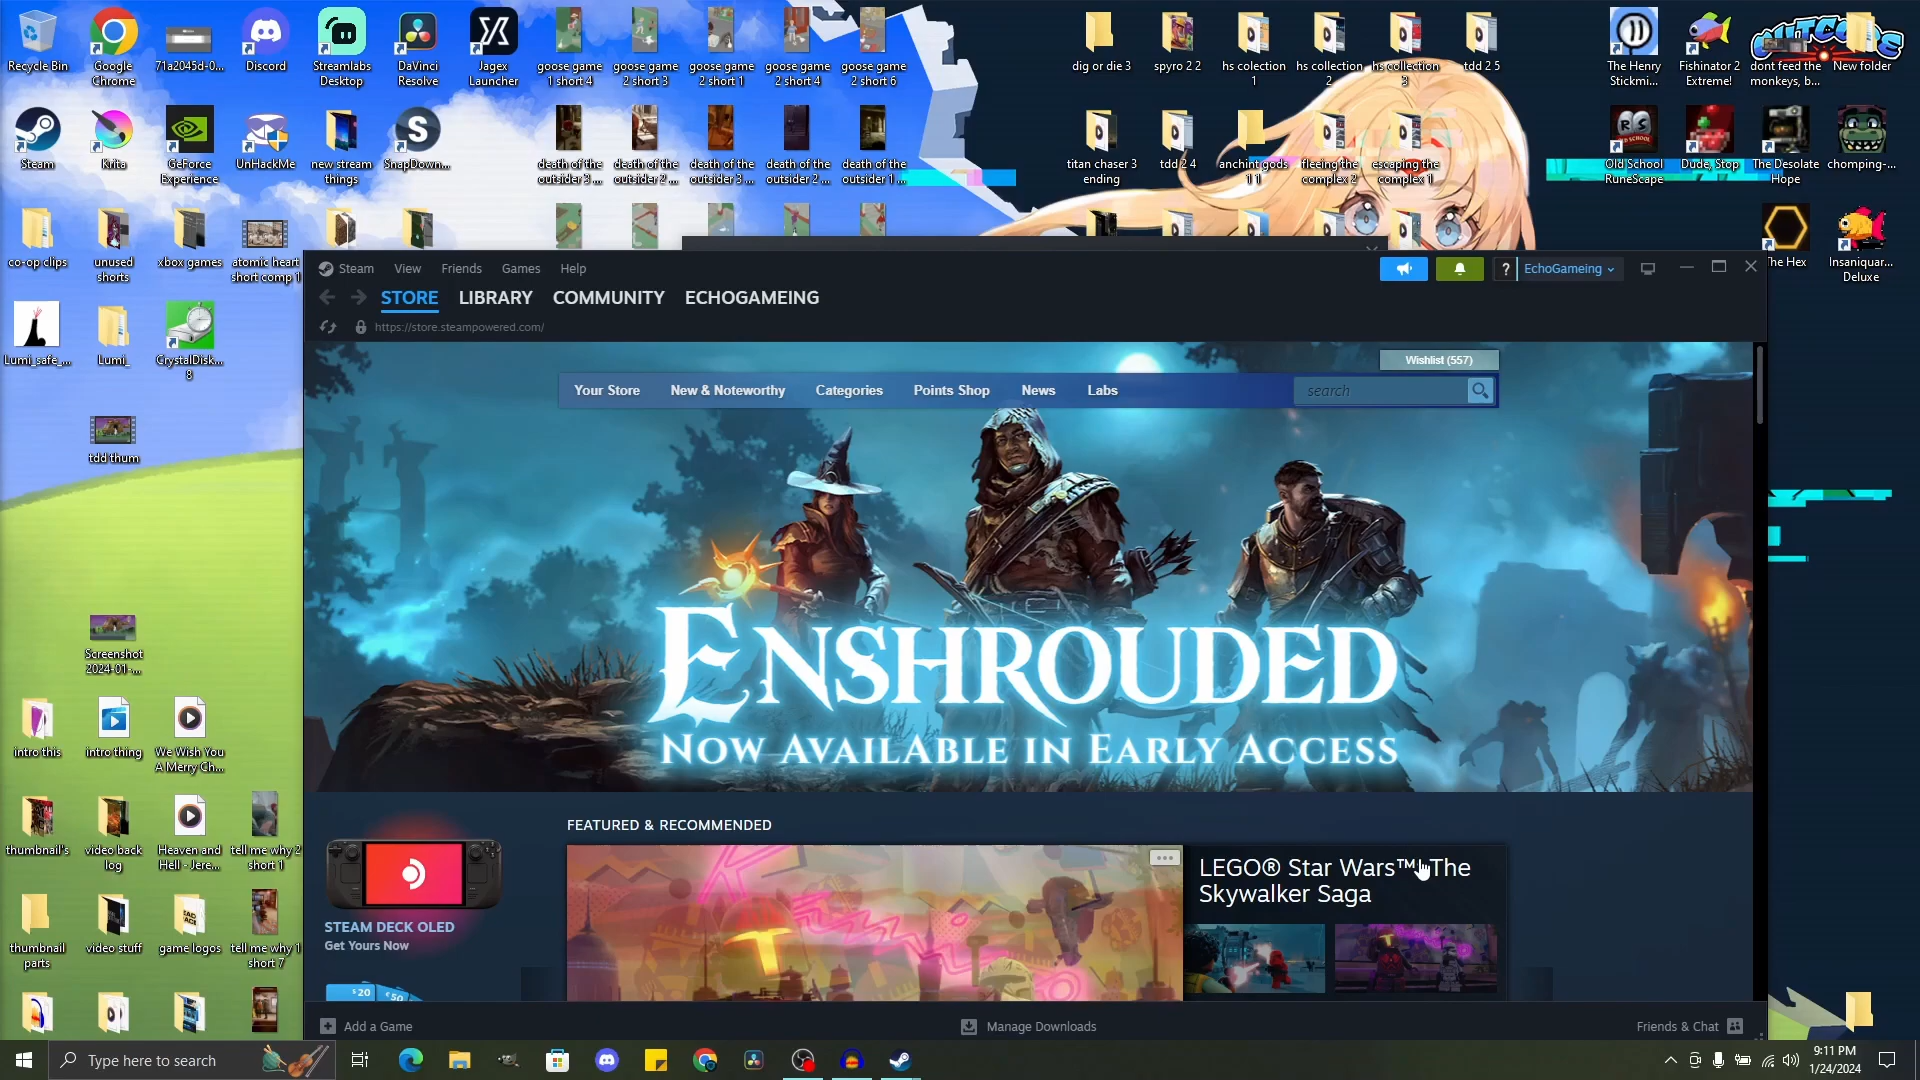 Recycle Bin
Google
Chrome
71a2045d-0...
Discord
Streamlabs
Desktop
DaVinci
Resolve
Jagex
Launcher
goose game
1 short 4
goose game
2 short 3
goose game
2 short 1
goose game
2 short 4
goose game
2 short 6
dig or die 3
spyro 2 2
hs colection
1
hs collection
2
hs collection
3
tdd 2 5
The Henry
Stickmi...
Fishinator 2
Extreme!
dont feed the
monkeys, b...
New folder
Steam
Krita
GeForce
Experience
UnHackMe
new stream
things
SnapDown...
death of the
outsider 3 ...
death of the
outsider 2 ...
death of the
outsider 3 ...
death of the
outsider 2 ...
death of the
outsider 1 ...
titan chaser 3
ending
tdd 2 4
anchint gods
1 1
fleeing the
complex 2
escaping the
complex 1
Old School
RuneScape
Dude, Stop
The Desolate
Hope
chomping-...
co-op clips
unused
shorts
xbox games
atomic heart
short comp 1
The Hex
Insaniquar...
Deluxe
Lumi_safe_...
Lumi_
CrystalDisk...
8
tdd thum
Screenshot
2024-01-...
intro this
intro thing
We Wish You
A Merry Ch...
thumbnail's
video back
log
Heaven and
Hell - Jere...
tell me why 2
short 1
thumbnail
parts
video stuff
game logos
tell me why 1
short 7
Steam View Friends Games Help
EchoGameing
STORE LIBRARY COMMUNITY ECHOGAMEING
https://store.steampowered.com/
Wishlist (557)
Your Store New & Noteworthy Categories Points Shop News Labs
search
ENSHROUDED
NOW AVAILABLE IN EARLY ACCESS
FEATURED & RECOMMENDED
STEAM DECK OLED
Get Yours Now
$20
LEGO® Star Wars™: The
Skywalker Saga
Add a Game
Manage Downloads
Friends & Chat
Type here to search
9:11 PM
1/24/2024